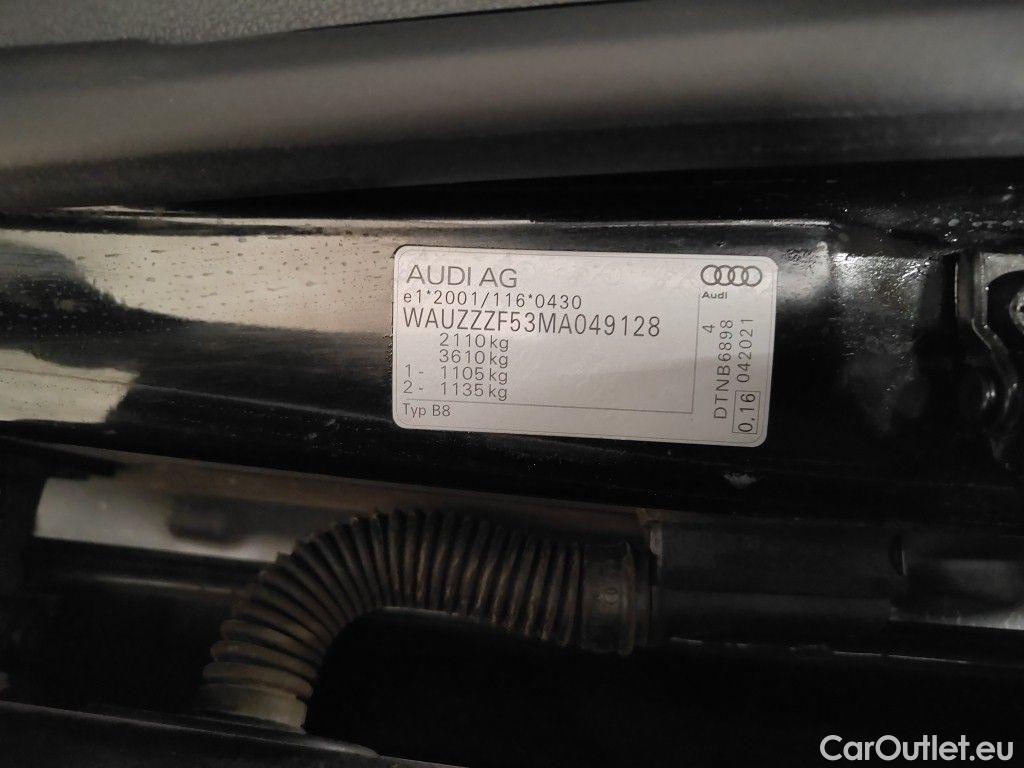 AUDI AG
Audi
e1*2001/116*0430
WAUZZZF53MA049128
2110 kg
3610 kg
1- 1105 kg
2- 1135 kg
Typ B8
DTNB6898 4
0,16 042021
CarOutlet.eu